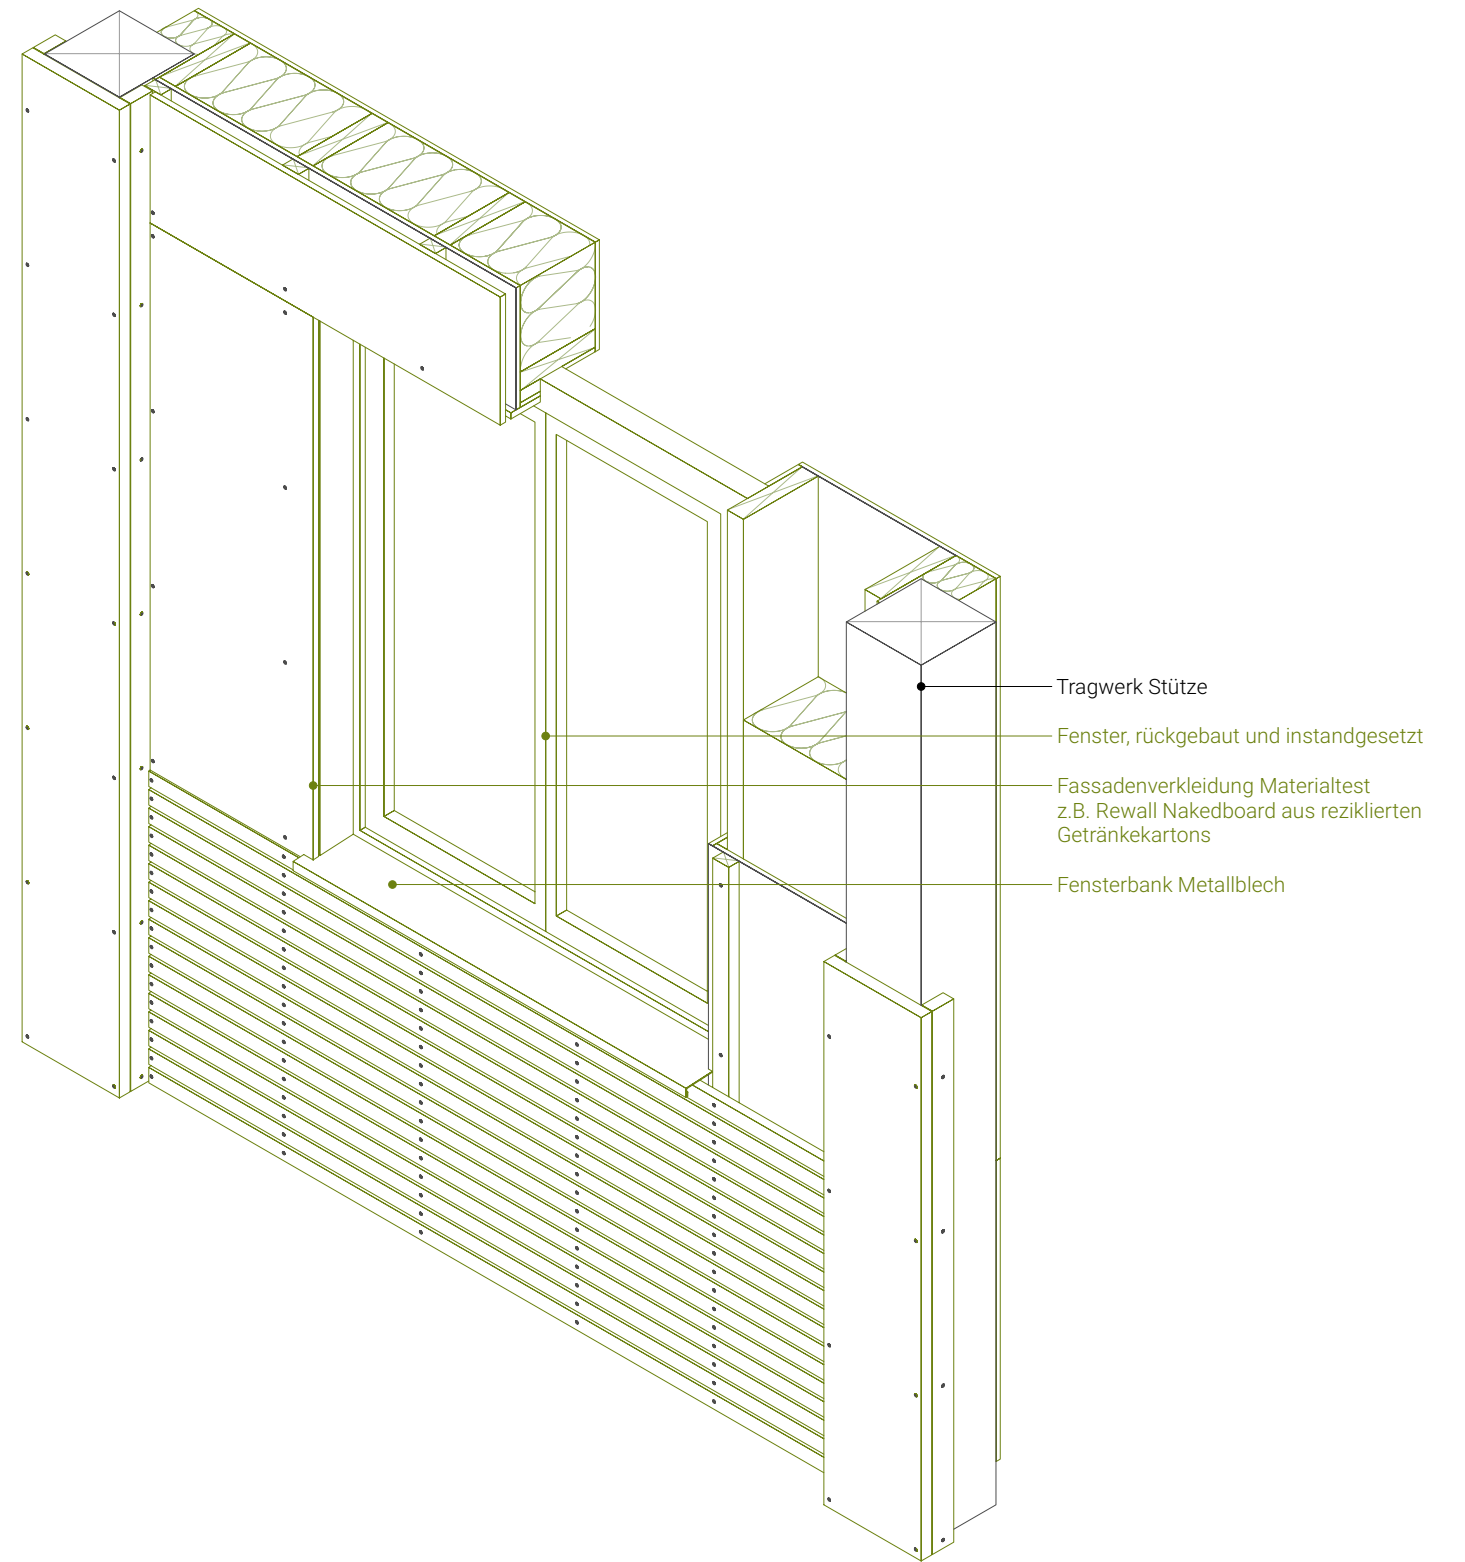 Tragwerk Stütze
Fenster, rückgebaut und instandgesetzt
Fassadenverkleidung Materialtest
z.B. Rewall Nakedboard aus reziklierten
Getränkekartons
Fensterbank Metallblech